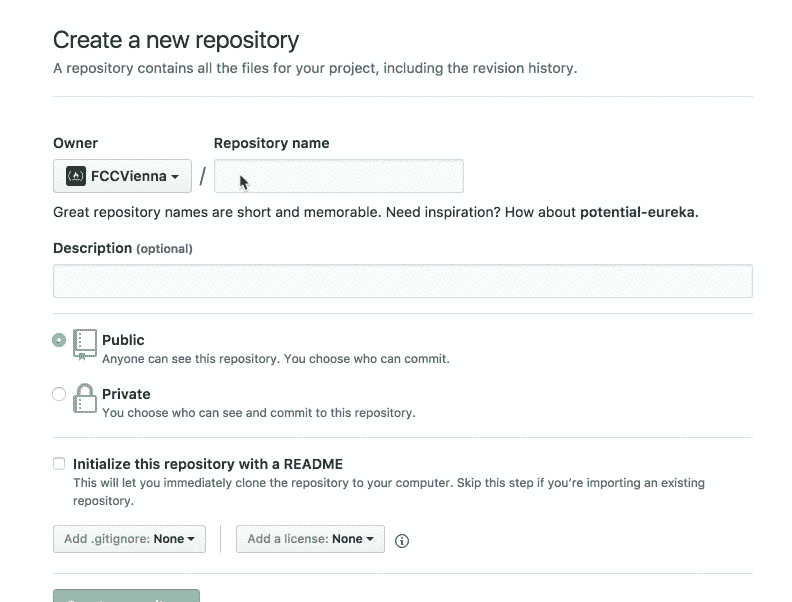 Create a new repository
A repository contains all the files for your project, including the revision history.
Owner
Repository name
FCCVienna
/
Great repository names are short and memorable. Need inspiration? How about potential-eureka.
Description (optional)
Public
Anyone can see this repository. You choose who can commit.
Private
You choose who can see and commit to this repository.
Initialize this repository with a README
This will let you immediately clone the repository to your computer. Skip this step if you’re importing an existing
repository.
Add .gitignore: None
Add a license: None